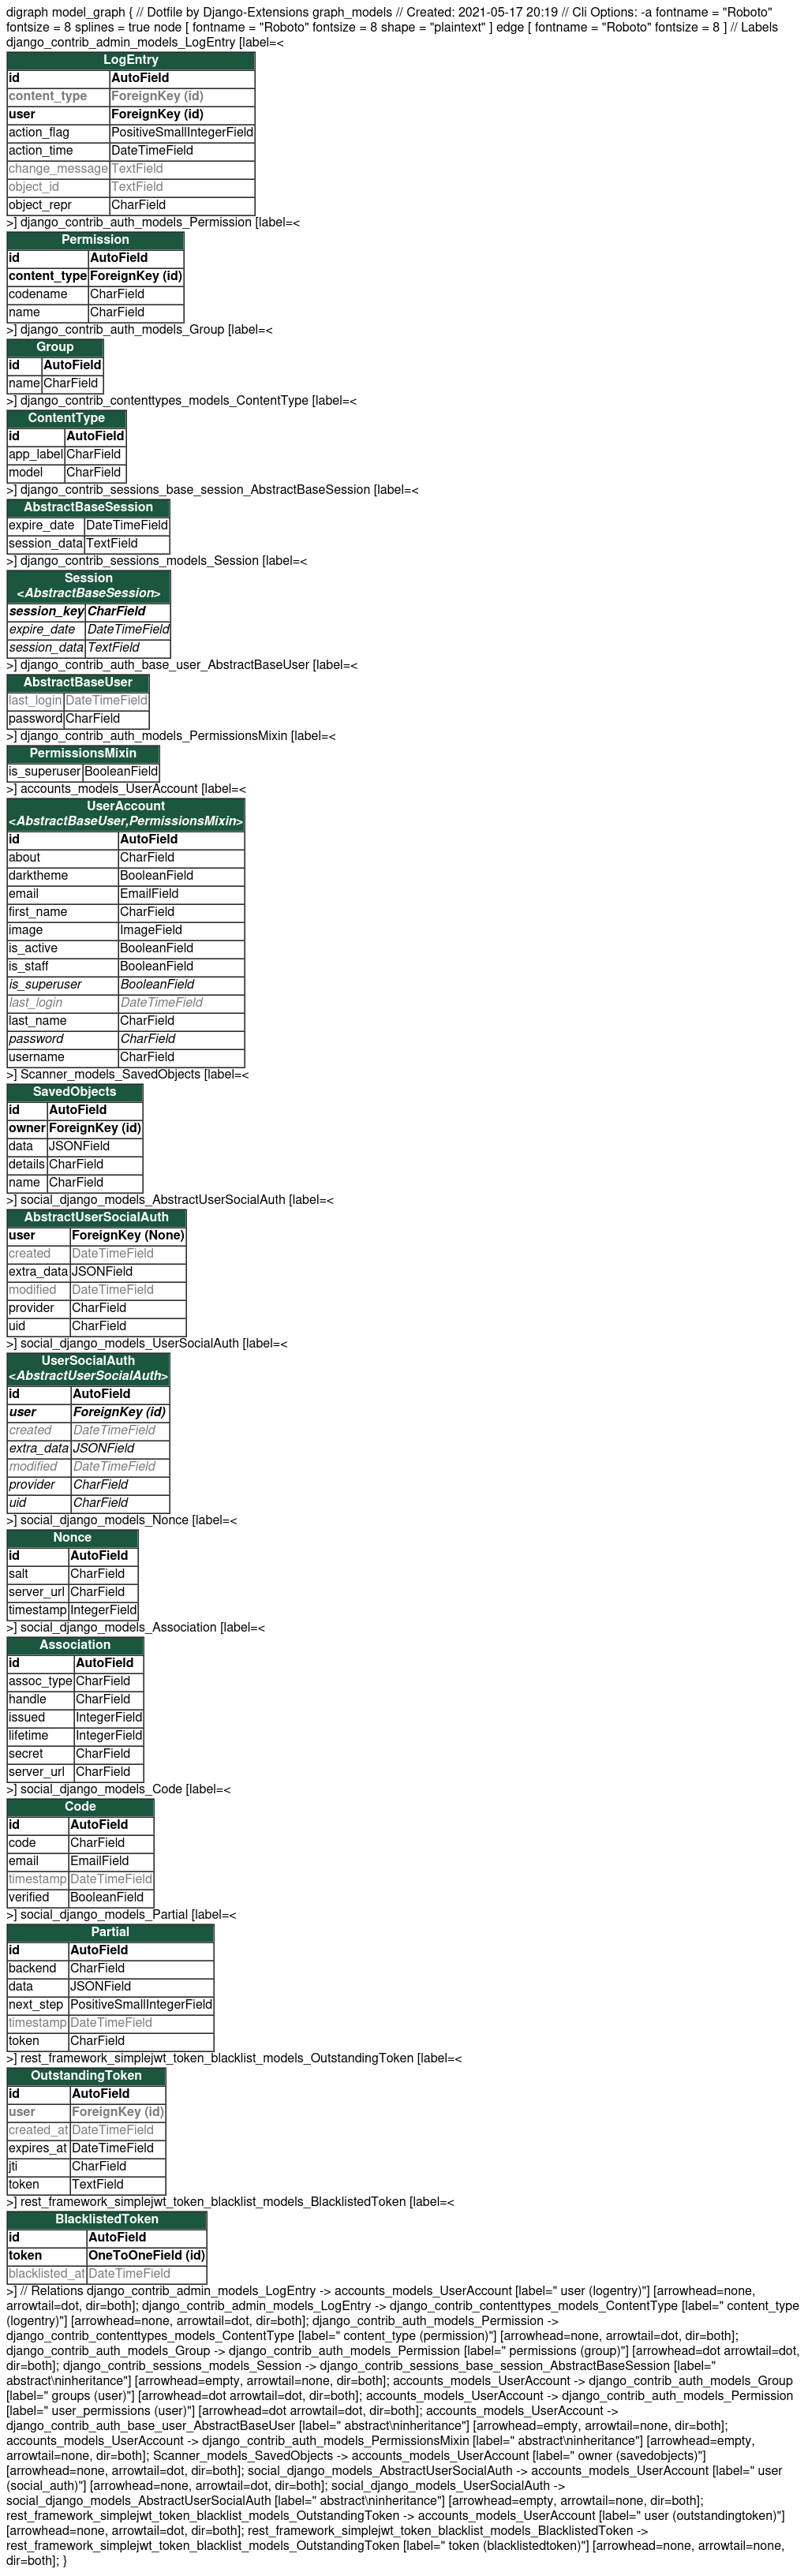 digraph model_graph { // Dotfile by Django-Extensions graph_models // Created: 2021-05-17 20:19 // Cli Options: -a fontname = "Roboto"
fontsize = 8 splines = true node [ fontname = "Roboto" fontsize = 8 shape = "plaintext" ] edge [ fontname = "Roboto" fontsize = 8 ] // Labels
django_contrib_admin_models_LogEntry [label=<
LogEntry
id AutoField
content_type ForeignKey (id)
user ForeignKey (id)
action_flag PositiveSmallIntegerField
action_time DateTimeField
change_message TextField
object_id TextField
object_repr CharField
>] django_contrib_auth_models_Permission [label=<
Permission
id AutoField
content_type ForeignKey (id)
codename CharField
name CharField
>] django_contrib_auth_models_Group [label=<
Group
id AutoField
name CharField
>] django_contrib_contenttypes_models_ContentType [label=<
ContentType
id AutoField
app_label CharField
model CharField
>] django_contrib_sessions_base_session_AbstractBaseSession [label=<
AbstractBaseSession
expire_date DateTimeField
session_data TextField
>] django_contrib_sessions_models_Session [label=<
Session
<AbstractBaseSession>
session_key CharField
expire_date DateTimeField
session_data TextField
>] django_contrib_auth_base_user_AbstractBaseUser [label=<
AbstractBaseUser
last_login DateTimeField
password CharField
>] django_contrib_auth_models_PermissionsMixin [label=<
PermissionsMixin
is_superuser BooleanField
>] accounts_models_UserAccount [label=<
UserAccount
<AbstractBaseUser,PermissionsMixin>
id AutoField
about CharField
darktheme BooleanField
email EmailField
first_name CharField
image ImageField
is_active BooleanField
is_staff BooleanField
is_superuser BooleanField
last_login DateTimeField
last_name CharField
password CharField
username CharField
>] Scanner_models_SavedObjects [label=<
SavedObjects
id AutoField
owner ForeignKey (id)
data JSONField
details CharField
name CharField
>] social_django_models_AbstractUserSocialAuth [label=<
AbstractUserSocialAuth
user ForeignKey (None)
created DateTimeField
extra_data JSONField
modified DateTimeField
provider CharField
uid CharField
>] social_django_models_UserSocialAuth [label=<
UserSocialAuth
<AbstractUserSocialAuth>
id AutoField
user ForeignKey (id)
created DateTimeField
extra_data JSONField
modified DateTimeField
provider CharField
uid CharField
>] social_django_models_Nonce [label=<
Nonce
id AutoField
salt CharField
server_url CharField
timestamp IntegerField
>] social_django_models_Association [label=<
Association
id AutoField
assoc_type CharField
handle CharField
issued IntegerField
lifetime IntegerField
secret CharField
server_url CharField
>] social_django_models_Code [label=<
Code
id AutoField
code CharField
email EmailField
timestamp DateTimeField
verified BooleanField
>] social_django_models_Partial [label=<
Partial
id AutoField
backend CharField
data JSONField
next_step PositiveSmallIntegerField
timestamp DateTimeField
token CharField
>] rest_framework_simplejwt_token_blacklist_models_OutstandingToken [label=<
OutstandingToken
id AutoField
user ForeignKey (id)
created_at DateTimeField
expires_at DateTimeField
jti CharField
token TextField
>] rest_framework_simplejwt_token_blacklist_models_BlacklistedToken [label=<
BlacklistedToken
id AutoField
token OneToOneField (id)
blacklisted_at DateTimeField
>] // Relations django_contrib_admin_models_LogEntry -> accounts_models_UserAccount [label=" user (logentry)"] [arrowhead=none,
arrowtail=dot, dir=both]; django_contrib_admin_models_LogEntry -> django_contrib_contenttypes_models_ContentType [label=" content_type
(logentry)"] [arrowhead=none, arrowtail=dot, dir=both]; django_contrib_auth_models_Permission ->
django_contrib_contenttypes_models_ContentType [label=" content_type (permission)"] [arrowhead=none, arrowtail=dot, dir=both];
django_contrib_auth_models_Group -> django_contrib_auth_models_Permission [label=" permissions (group)"] [arrowhead=dot arrowtail=dot,
dir=both]; django_contrib_sessions_models_Session -> django_contrib_sessions_base_session_AbstractBaseSession [label="
abstract\ninheritance"] [arrowhead=empty, arrowtail=none, dir=both]; accounts_models_UserAccount -> django_contrib_auth_models_Group
[label=" groups (user)"] [arrowhead=dot arrowtail=dot, dir=both]; accounts_models_UserAccount -> django_contrib_auth_models_Permission
[label=" user_permissions (user)"] [arrowhead=dot arrowtail=dot, dir=both]; accounts_models_UserAccount ->
django_contrib_auth_base_user_AbstractBaseUser [label=" abstract\ninheritance"] [arrowhead=empty, arrowtail=none, dir=both];
accounts_models_UserAccount -> django_contrib_auth_models_PermissionsMixin [label=" abstract\ninheritance"] [arrowhead=empty,
arrowtail=none, dir=both]; Scanner_models_SavedObjects -> accounts_models_UserAccount [label=" owner (savedobjects)"]
[arrowhead=none, arrowtail=dot, dir=both]; social_django_models_AbstractUserSocialAuth -> accounts_models_UserAccount [label=" user
(social_auth)"] [arrowhead=none, arrowtail=dot, dir=both]; social_django_models_UserSocialAuth ->
social_django_models_AbstractUserSocialAuth [label=" abstract\ninheritance"] [arrowhead=empty, arrowtail=none, dir=both];
rest_framework_simplejwt_token_blacklist_models_OutstandingToken -> accounts_models_UserAccount [label=" user (outstandingtoken)"]
[arrowhead=none, arrowtail=dot, dir=both]; rest_framework_simplejwt_token_blacklist_models_BlacklistedToken ->
rest_framework_simplejwt_token_blacklist_models_OutstandingToken [label=" token (blacklistedtoken)"] [arrowhead=none, arrowtail=none,
dir=both]; }